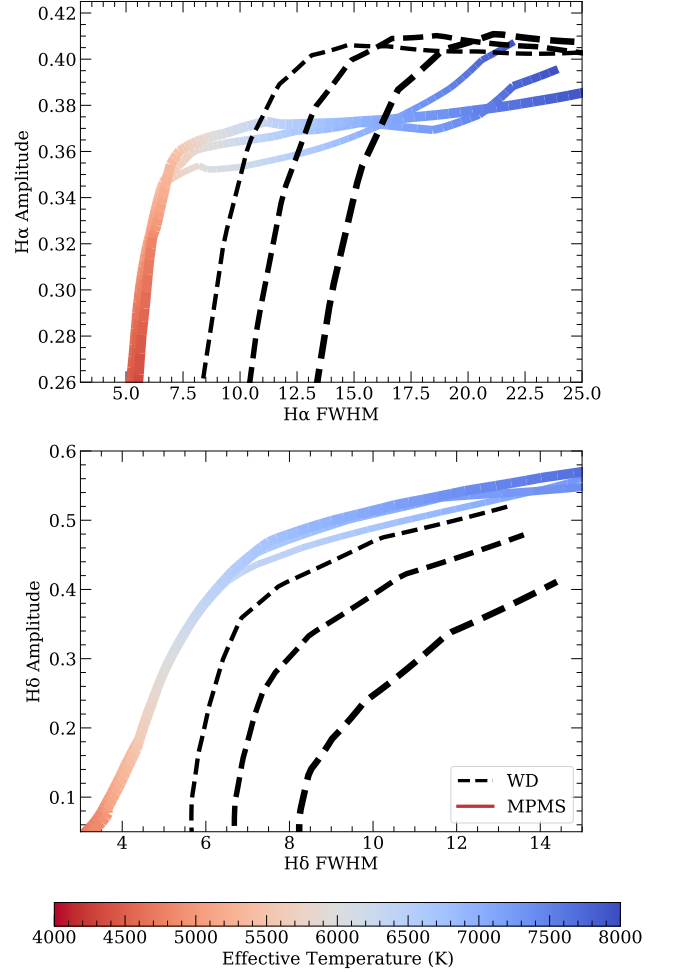 0.42
0.40
0.38
0.36
0.34
0.32
0.30
0.28
0.26
Hα Amplitude
5.0 7.5 10.0 12.5 15.0 17.5 20.0 22.5 25.0
Hα FWHM
0.6
0.5
0.4
0.3
0.2
0.1
Hδ Amplitude
WD
MPMS
4 6 8 10 12 14
Hδ FWHM
4000 4500 5000 5500 6000 6500 7000 7500 8000
Effective Temperature (K)